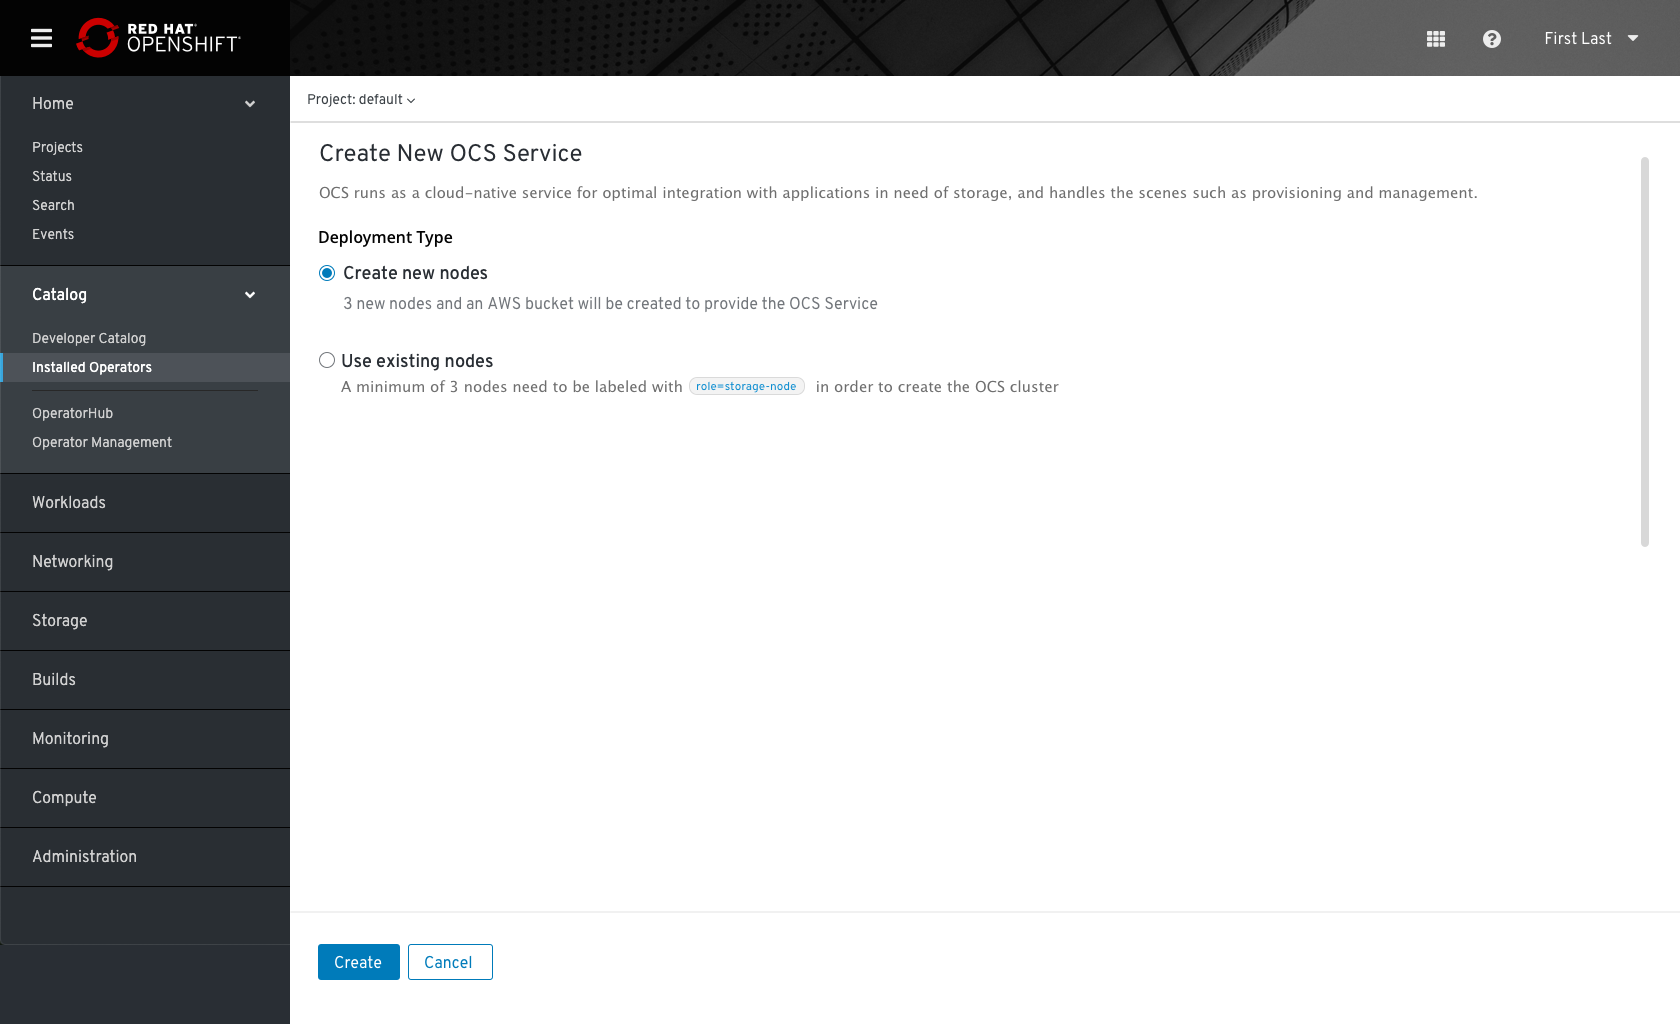 RED HAT
OPENSHIFT
First Last
Home
Projects
Status
Search
Events
Catalog
Developer Catalog
Installed Operators
OperatorHub
Operator Management
Workloads
Networking
Storage
Builds
Monitoring
Compute
Administration
Project: default
Create New OCS Service
OCS runs as a cloud-native service for optimal integration with applications in need of storage, and handles the scenes such as provisioning and management.
Deployment Type
Create new nodes
3 new nodes and an AWS bucket will be created to provide the OCS Service
Use existing nodes
A minimum of 3 nodes need to be labeled with role=storage-node in order to create the OCS cluster
Create Cancel